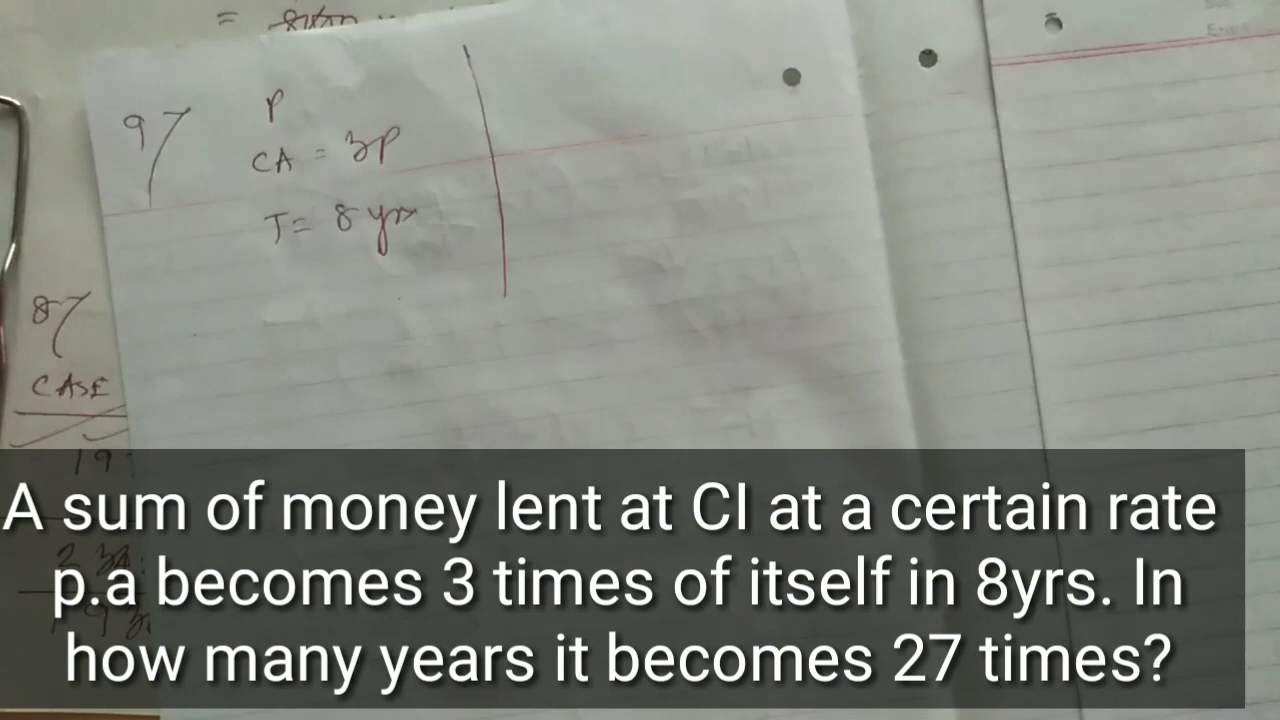 9/
P
CA = 3P
T = 8 yrs
8/
CASE
19
A sum of money lent at CI at a certain rate
p.a becomes 3 times of itself in 8yrs. In
how many years it becomes 27 times?